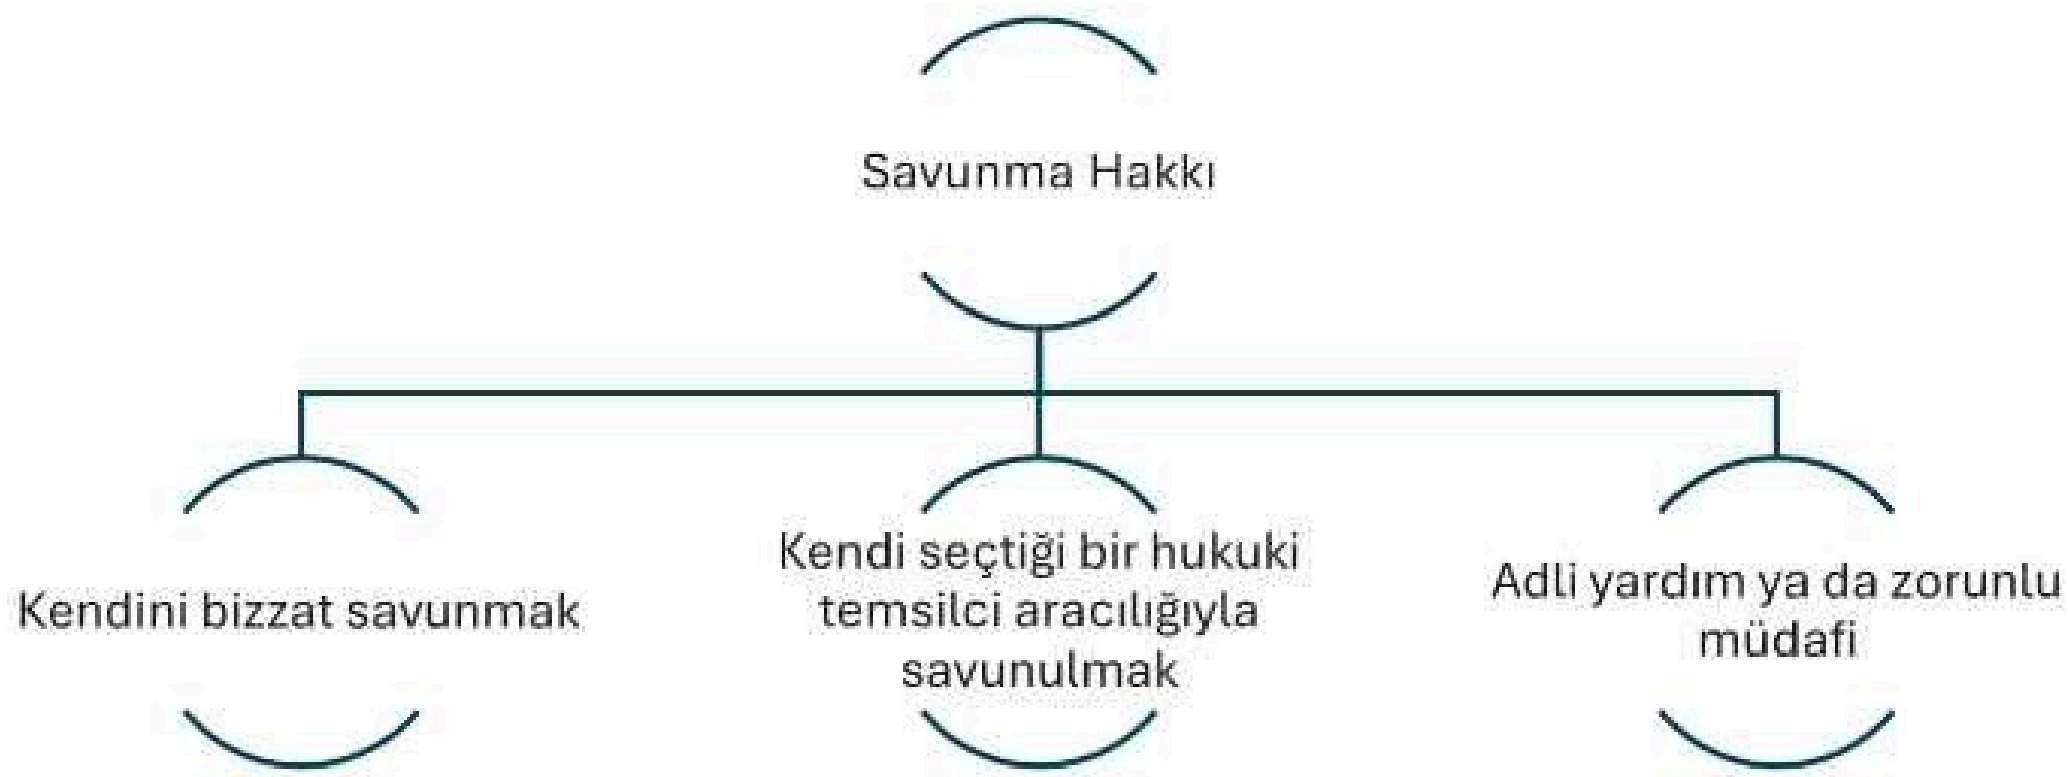 Savunma Hakkı
Kendini bizzat savunmak
Kendi seçtiği bir hukuki
temsilci aracılığıyla
savunulmak
Adli yardım ya da zorunlu
müdafi